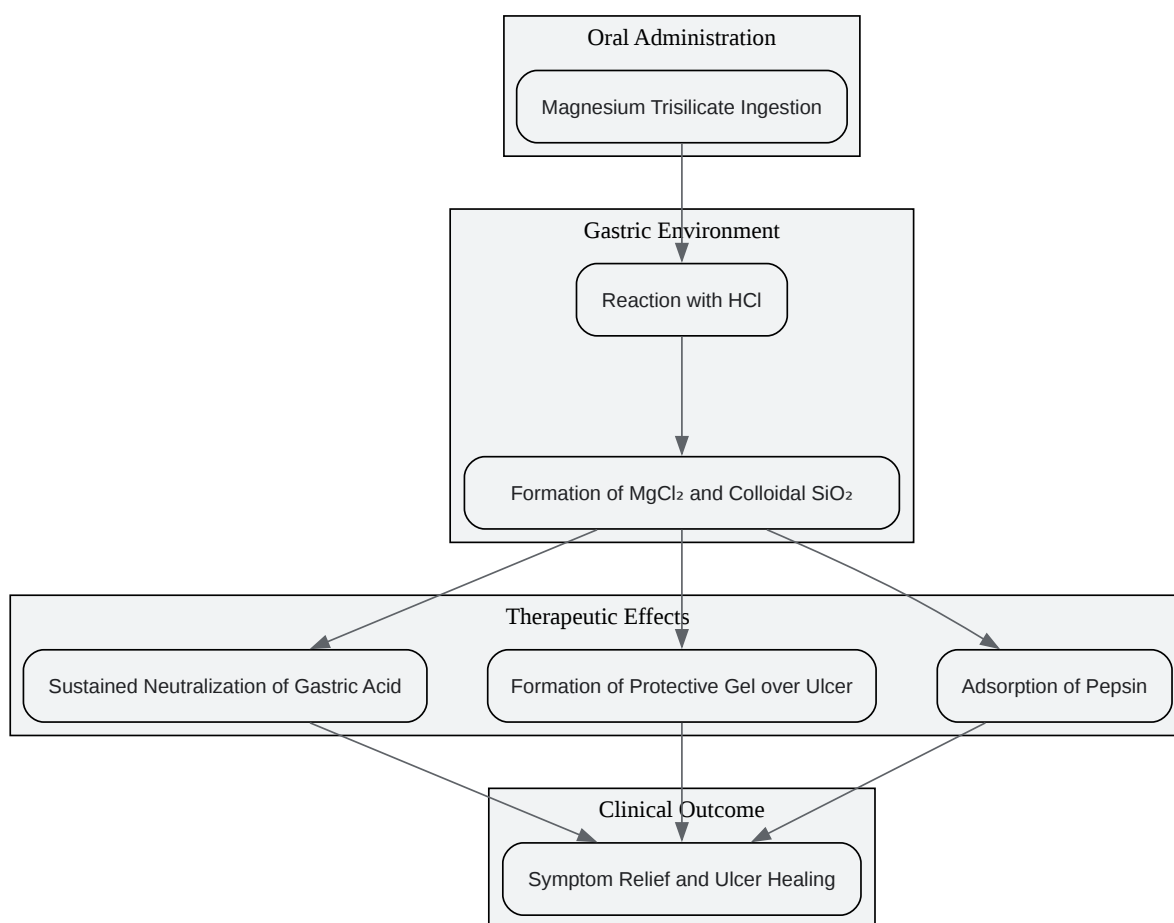 Oral Administration
Magnesium Trisilicate Ingestion
Gastric Environment
Reaction with HCl
Formation of MgCl₂ and Colloidal SiO₂
Therapeutic Effects
Sustained Neutralization of Gastric Acid
Formation of Protective Gel over Ulcer
Adsorption of Pepsin
Clinical Outcome
Symptom Relief and Ulcer Healing